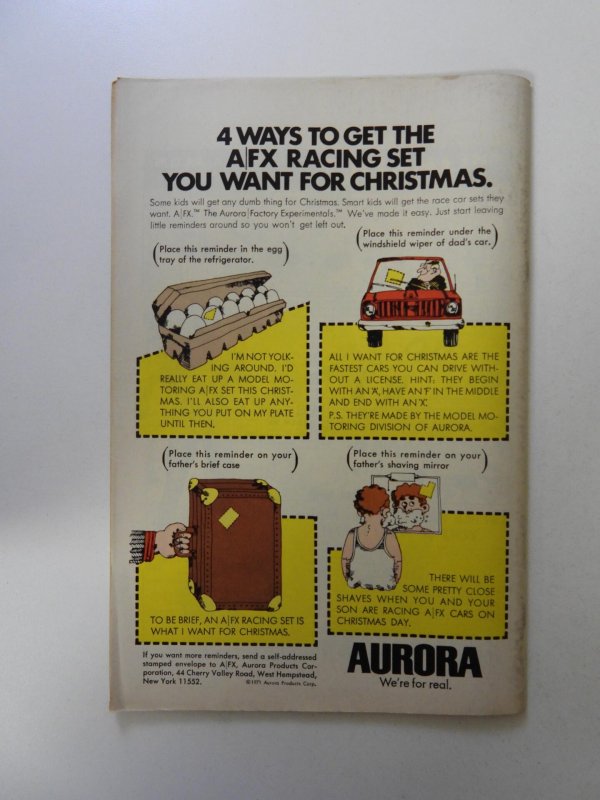 4 WAYS TO GET THE
A|FX RACING SET
YOU WANT FOR CHRISTMAS.
Some kids will get any dumb thing for Christmas. Smart kids will get the race car sets they
want. A|FX.™ The Aurora|Factory Experimentals.™ We've made it easy. Just start leaving
little reminders around so you won't get left out.
(Place this reminder in the egg
tray of the refrigerator.)
I'M NOT YOLK-
ING AROUND. I'D
REALLY EAT UP A MODEL MO-
TORING A|FX SET THIS CHRIST-
MAS. I'LL ALSO EAT UP ANY-
THING YOU PUT ON MY PLATE
UNTIL THEN.
(Place this reminder under the
windshield wiper of dad's car.)
ALL I WANT FOR CHRISTMAS ARE THE
FASTEST CARS YOU CAN DRIVE WITH-
OUT A LICENSE. HINT: THEY BEGIN
WITH AN 'A', HAVE AN 'F' IN THE MIDDLE
AND END WITH AN 'X'.
P.S. THEY'RE MADE BY THE MODEL MO-
TORING DIVISION OF AURORA.
(Place this reminder on your
father's brief case)
TO BE BRIEF, AN A|FX RACING SET IS
WHAT I WANT FOR CHRISTMAS.
(Place this reminder on your
father's shaving mirror)
THERE WILL BE
SOME PRETTY CLOSE
SHAVES WHEN YOU AND YOUR
SON ARE RACING A|FX CARS ON
CHRISTMAS DAY.
If you want more reminders, send a self-addressed
stamped envelope to A|FX, Aurora Products Cor-
poration, 44 Cherry Valley Road, West Hempstead,
New York 11552.
©1971 Aurora Products Corp.
AURORA
We're for real.